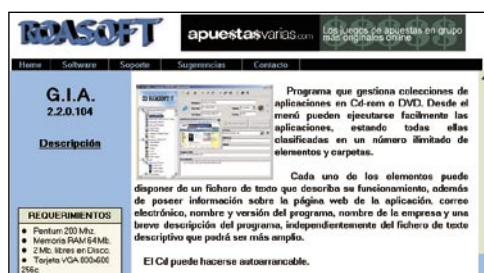 ROASOFT
apuestasvarias.com
Los juegos de apuestas en grupo
más originales online
Home Software Soporte Sugerencias Contacto
G.I.A.
2.2.0.104
Descripción
Programa que gestiona colecciones de
aplicaciones en Cd-rom o DVD. Desde el
menú pueden ejecutarse facilmente las
aplicaciones, estando todas ellas
clasificadas en un número ilimitado de
elementos y carpetas.
Cada uno de los elementos puede
disponer de un fichero de texto que describa su funcionamiento, además
de poseer información sobre la página web de la aplicación, correo
electrónico, nombre y versión del programa, nombre de la empresa y una
breve descripción del programa, independientemente del fichero de texto
descriptivo que podrá ser más amplio.
El Cd puede hacerse autoarrancable.
REQUERIMIENTOS
Pentium 200 Mhz.
Memoria RAM 64Mb.
2 Mb. libres en Disco.
Tarjeta VGA 800x600
256c